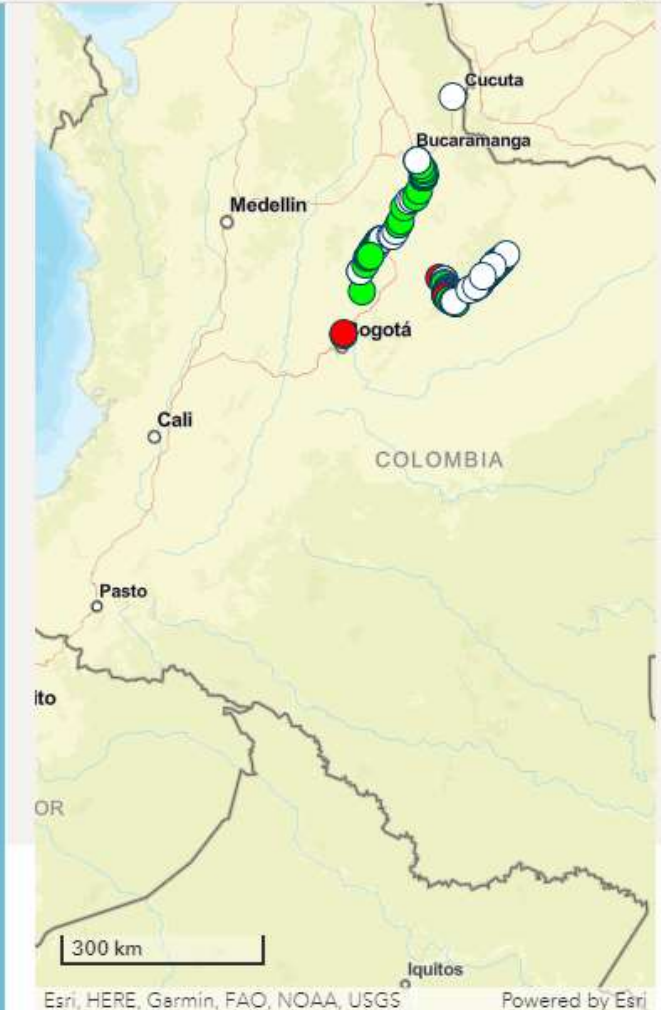 Cucuta
Bucaramanga
Medellin
ogotá
Cali
COLOMBIA
Pasto
ito
OR
300 km
Iquitos
Esri, HERE, Garmin, FAO, NOAA, USGS
Powered by Esri